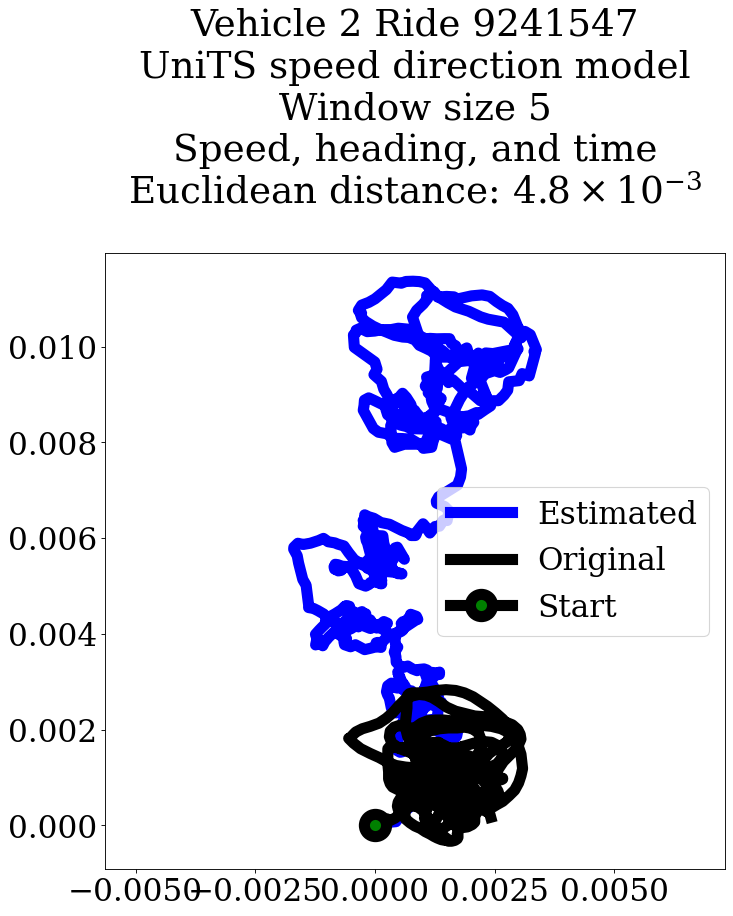 Vehicle 2 Ride 9241547
UniTS speed direction model
Window size 5
Speed, heading, and time
Euclidean distance: 4.8 × 10⁻³
0.010
0.008
0.006
0.004
0.002
0.000
Estimated
Original
Start
−0.0050 −0.0025 0.0000 0.0025 0.0050